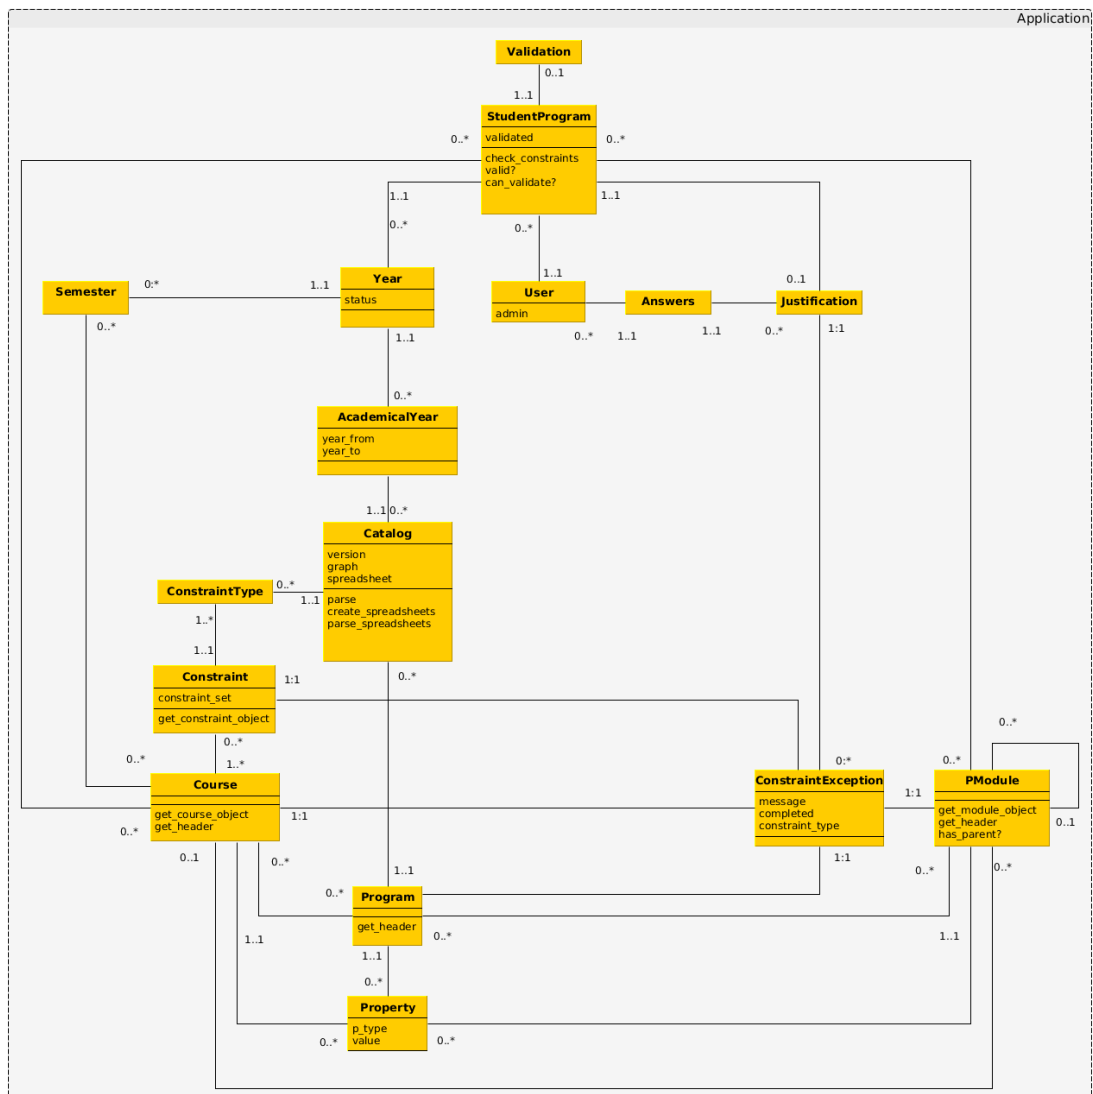 Application
Validation
0..1
1..1
StudentProgram
0..*
validated
0..*
check_constraints
valid?
can_validate?
1..1
1..1
0..*
0..*
1..1
Semester
0:*
1..1
Year
status
User
admin
Answers
0..1
Justification
0..*
1..1
0..*
1..1
1..1
0..*
1:1
0..*
AcademicalYear
year_from
year_to
1..1
0..*
Catalog
version
graph
spreadsheet
parse
create_spreadsheets
parse_spreadsheets
ConstraintType
0..*
1..1
1..*
1..1
Constraint
1:1
constraint_set
get_constraint_object
0..*
0..*
1..*
0..*
Course
get_course_object
get_header
0..*
1:1
0..1
0..*
0:*
ConstraintException
message
completed
constraint_type
1:1
1:1
0..*
0..*
PModule
get_module_object
get_header
has_parent?
0..1
0..*
0..*
1..1
0..*
Program
get_header
0..*
1..1
1..1
1..1
0..*
Property
p_type
value
0..*
0..*